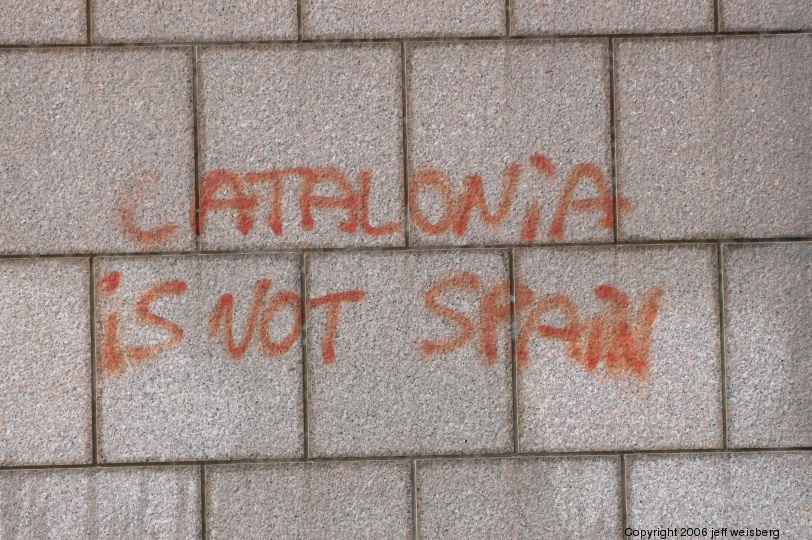 CATALONiA
iS NOT SPAiN
Copyright 2006 jeff weisberg